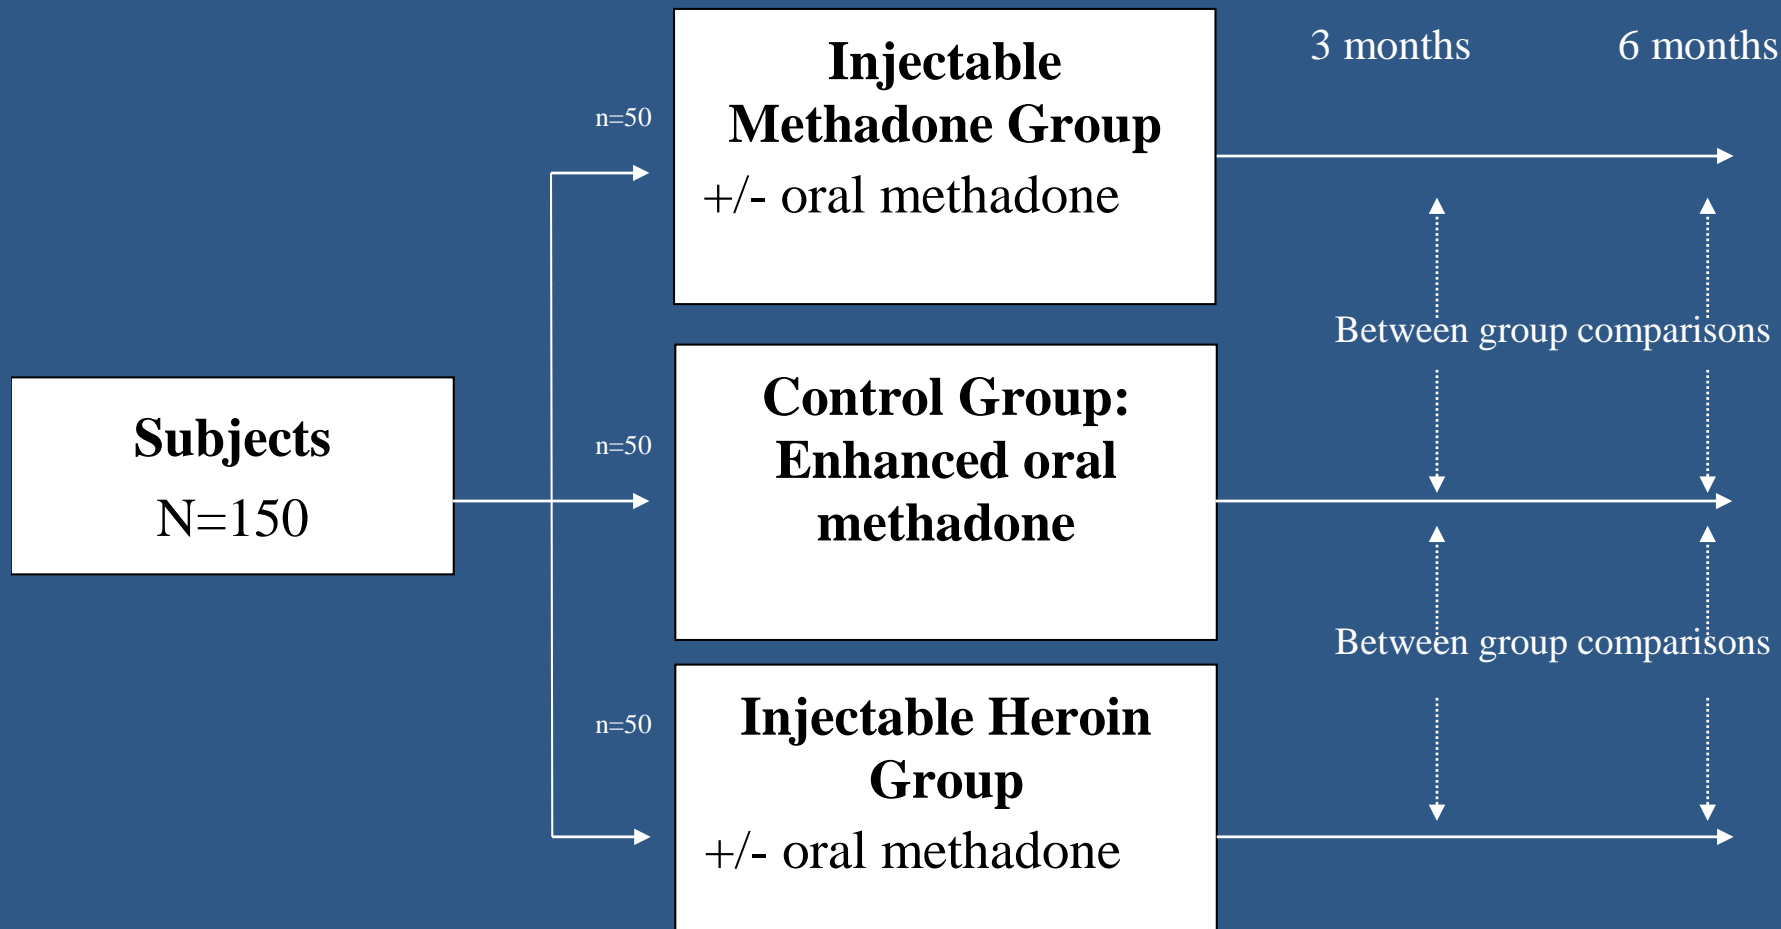 Injectable
Methadone Group
+/- oral methadone
3 months
6 months
n=50
Between group comparisons
Subjects
N=150
n=50
Control Group:
Enhanced oral
methadone
Between group comparisons
n=50
Injectable Heroin
Group
+/- oral methadone